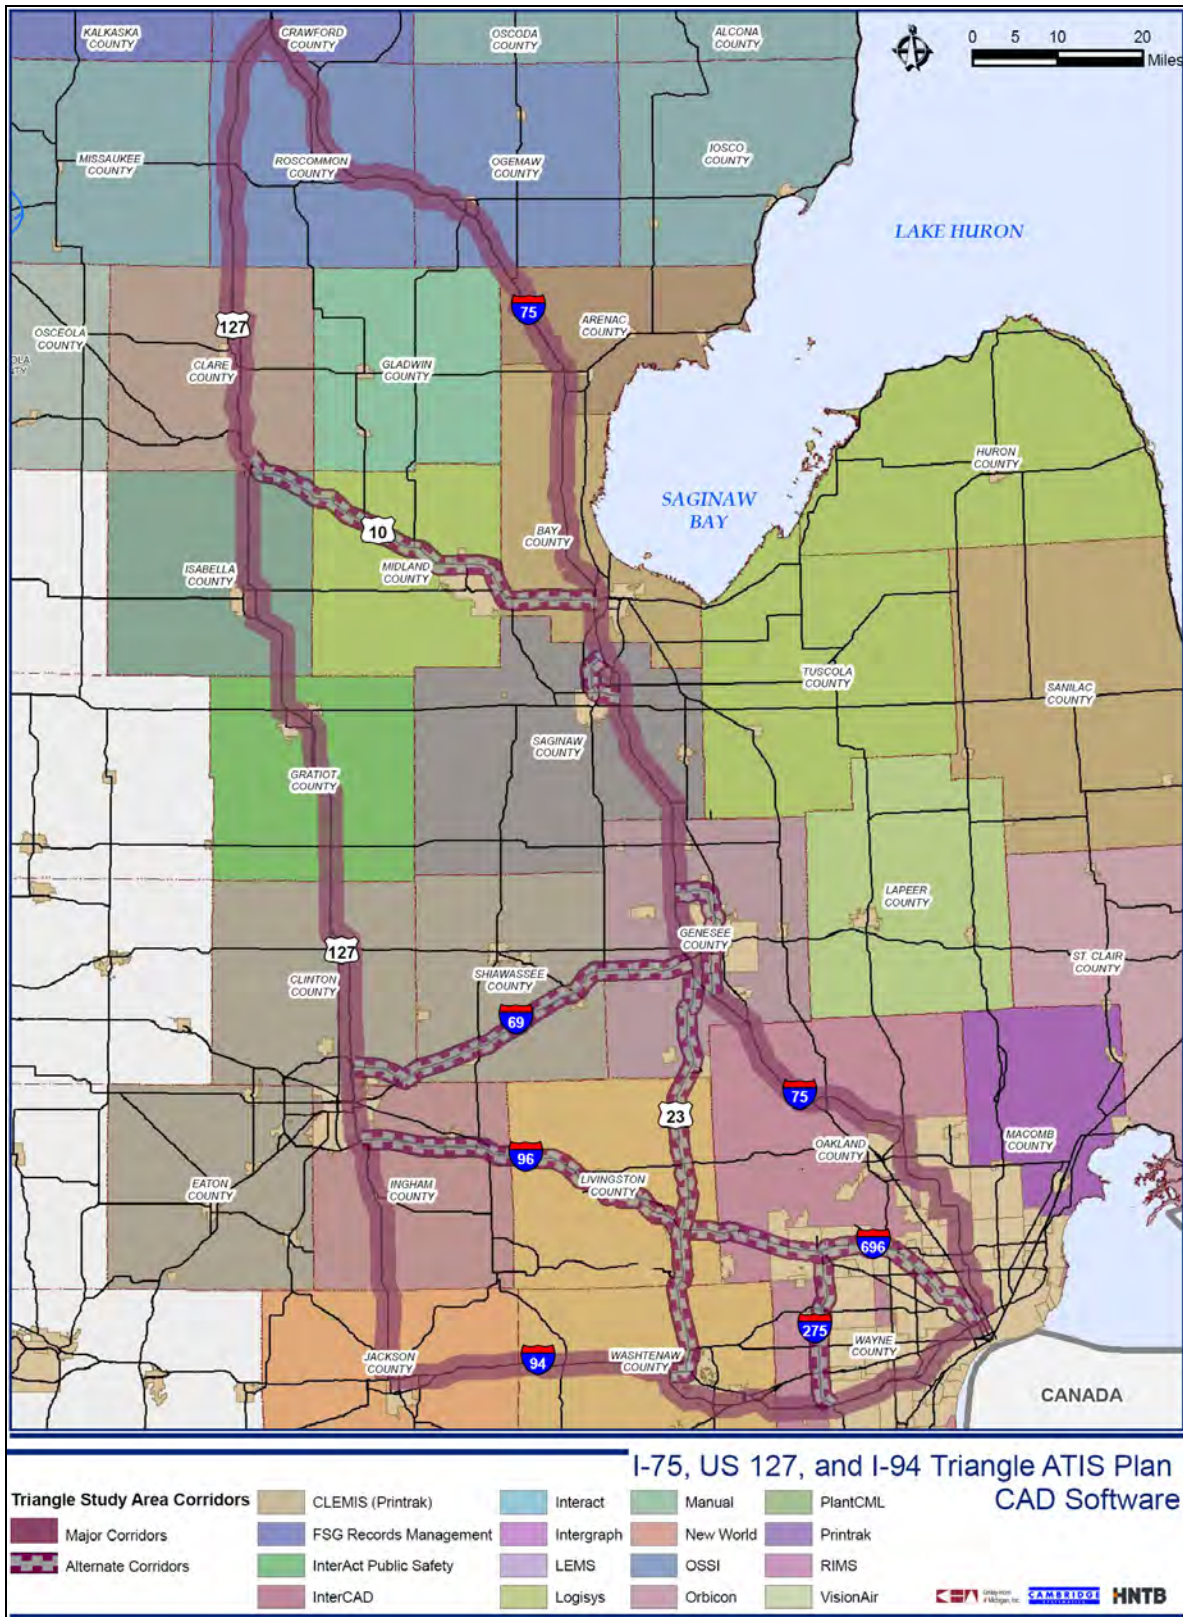 KALKASKA
COUNTY
CRAWFORD
COUNTY
OSCODA
COUNTY
ALCONA
COUNTY
0 5 10 20
Miles
MISSAUKEE
COUNTY
ROSCOMMON
COUNTY
OGEMAW
COUNTY
IOSCO
COUNTY
LAKE HURON
75
127
OSCEOLA
COUNTY
ARENAC
COUNTY
CLARE
COUNTY
GLADWIN
COUNTY
HURON
COUNTY
SAGINAW
BAY
10
BAY
COUNTY
ISABELLA
COUNTY
MIDLAND
COUNTY
TUSCOLA
COUNTY
SANILAC
COUNTY
SAGINAW
COUNTY
GRATIOT
COUNTY
LAPEER
COUNTY
GENESEE
COUNTY
127
ST. CLAIR
COUNTY
CLINTON
COUNTY
SHIAWASSEE
COUNTY
69
75
23
MACOMB
COUNTY
OAKLAND
COUNTY
96
EATON
COUNTY
INGHAM
COUNTY
LIVINGSTON
COUNTY
696
275
WAYNE
COUNTY
JACKSON
COUNTY
94
WASHTENAW
COUNTY
CANADA
I-75, US 127, and I-94 Triangle ATIS Plan
CAD Software
Triangle Study Area Corridors
Major Corridors
Alternate Corridors
CLEMIS (Printrak)
FSG Records Management
InterAct Public Safety
InterCAD
Interact
Intergraph
LEMS
Logisys
Manual
New World
OSSI
Orbicon
PlantCML
Printrak
RIMS
VisionAir
CAMBRIDGE
HNTB